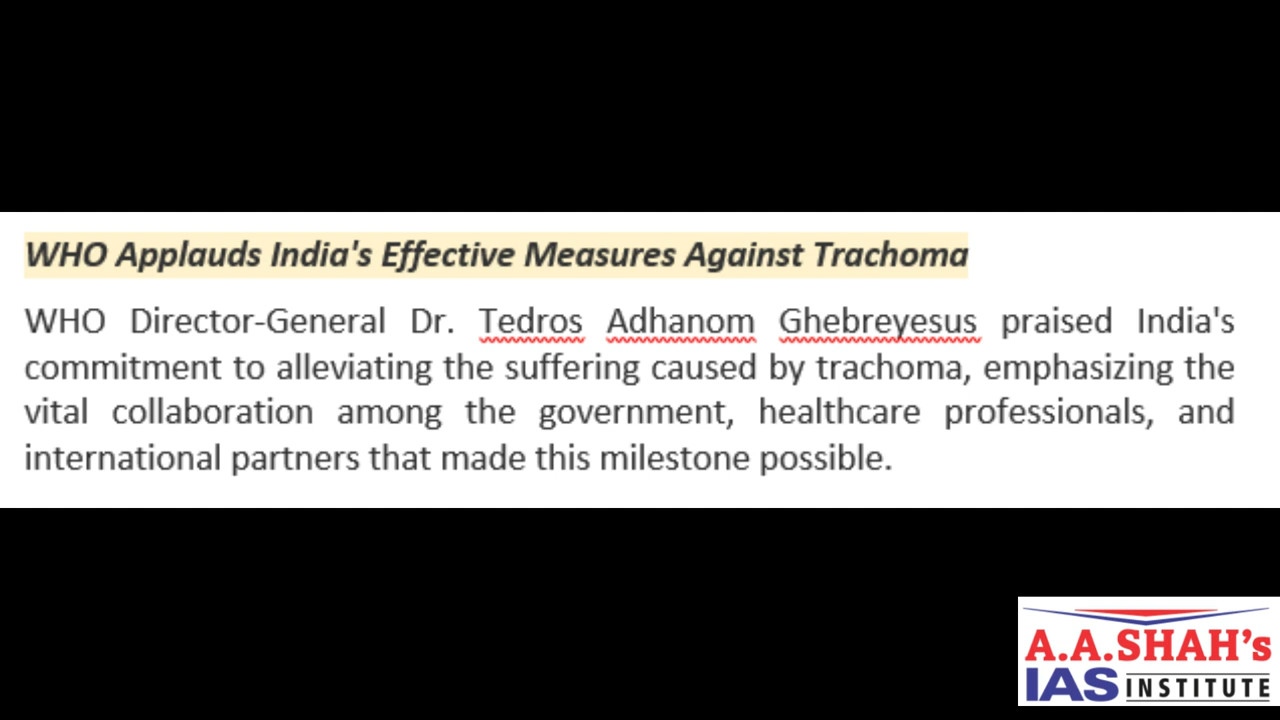 WHO Applauds India's Effective Measures Against Trachoma
WHO Director-General Dr. Tedros Adhanom Ghebreyesus praised India's
commitment to alleviating the suffering caused by trachoma, emphasizing the
vital collaboration among the government, healthcare professionals, and
international partners that made this milestone possible.
A.A.SHAH's
IAS INSTITUTE